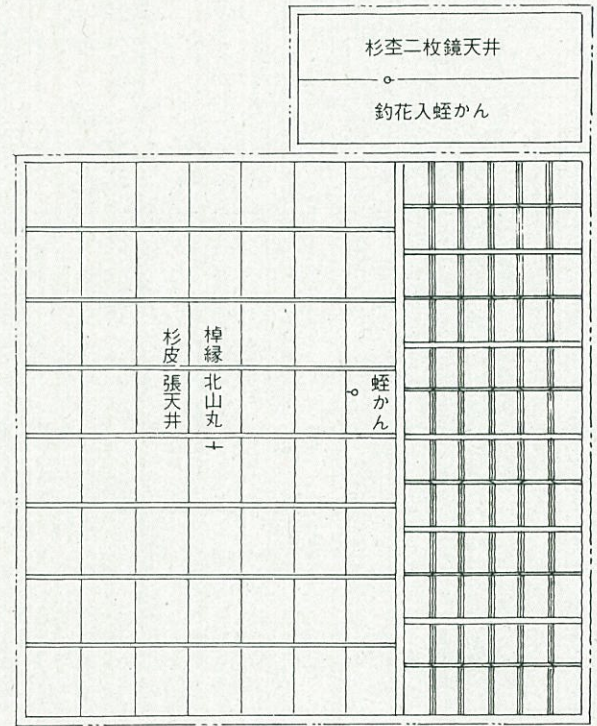 杉杢二枚鏡天井
釣花入蛭かん
蛭かん
棹縁 北山丸
杉皮 張天井